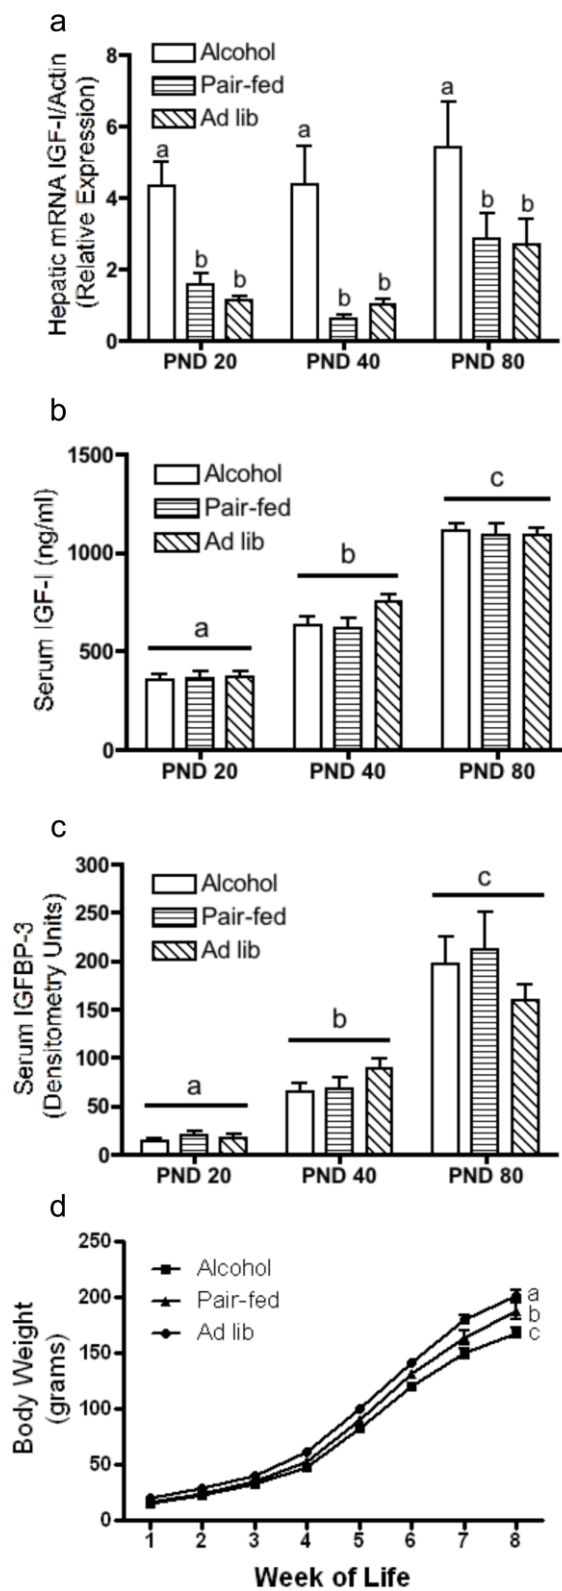 a
Hepatic mRNA IGF-I/Actin
(Relative Expression)
8
6
4
2
0
Alcohol
Pair-fed
Ad lib
a
b
b
a
b
b
a
b
b
PND 20
PND 40
PND 80
b
Serum IGF-I (ng/ml)
1500
1000
500
0
Alcohol
Pair-fed
Ad lib
a
b
c
PND 20
PND 40
PND 80
c
Serum IGFBP-3
(Densitometry Units)
300
250
200
150
100
50
0
Alcohol
Pair-fed
Ad lib
a
b
c
PND 20
PND 40
PND 80
d
Body Weight
(grams)
250
200
150
100
50
0
Alcohol
Pair-fed
Ad lib
a
b
c
1 2 3 4 5 6 7 8
Week of Life